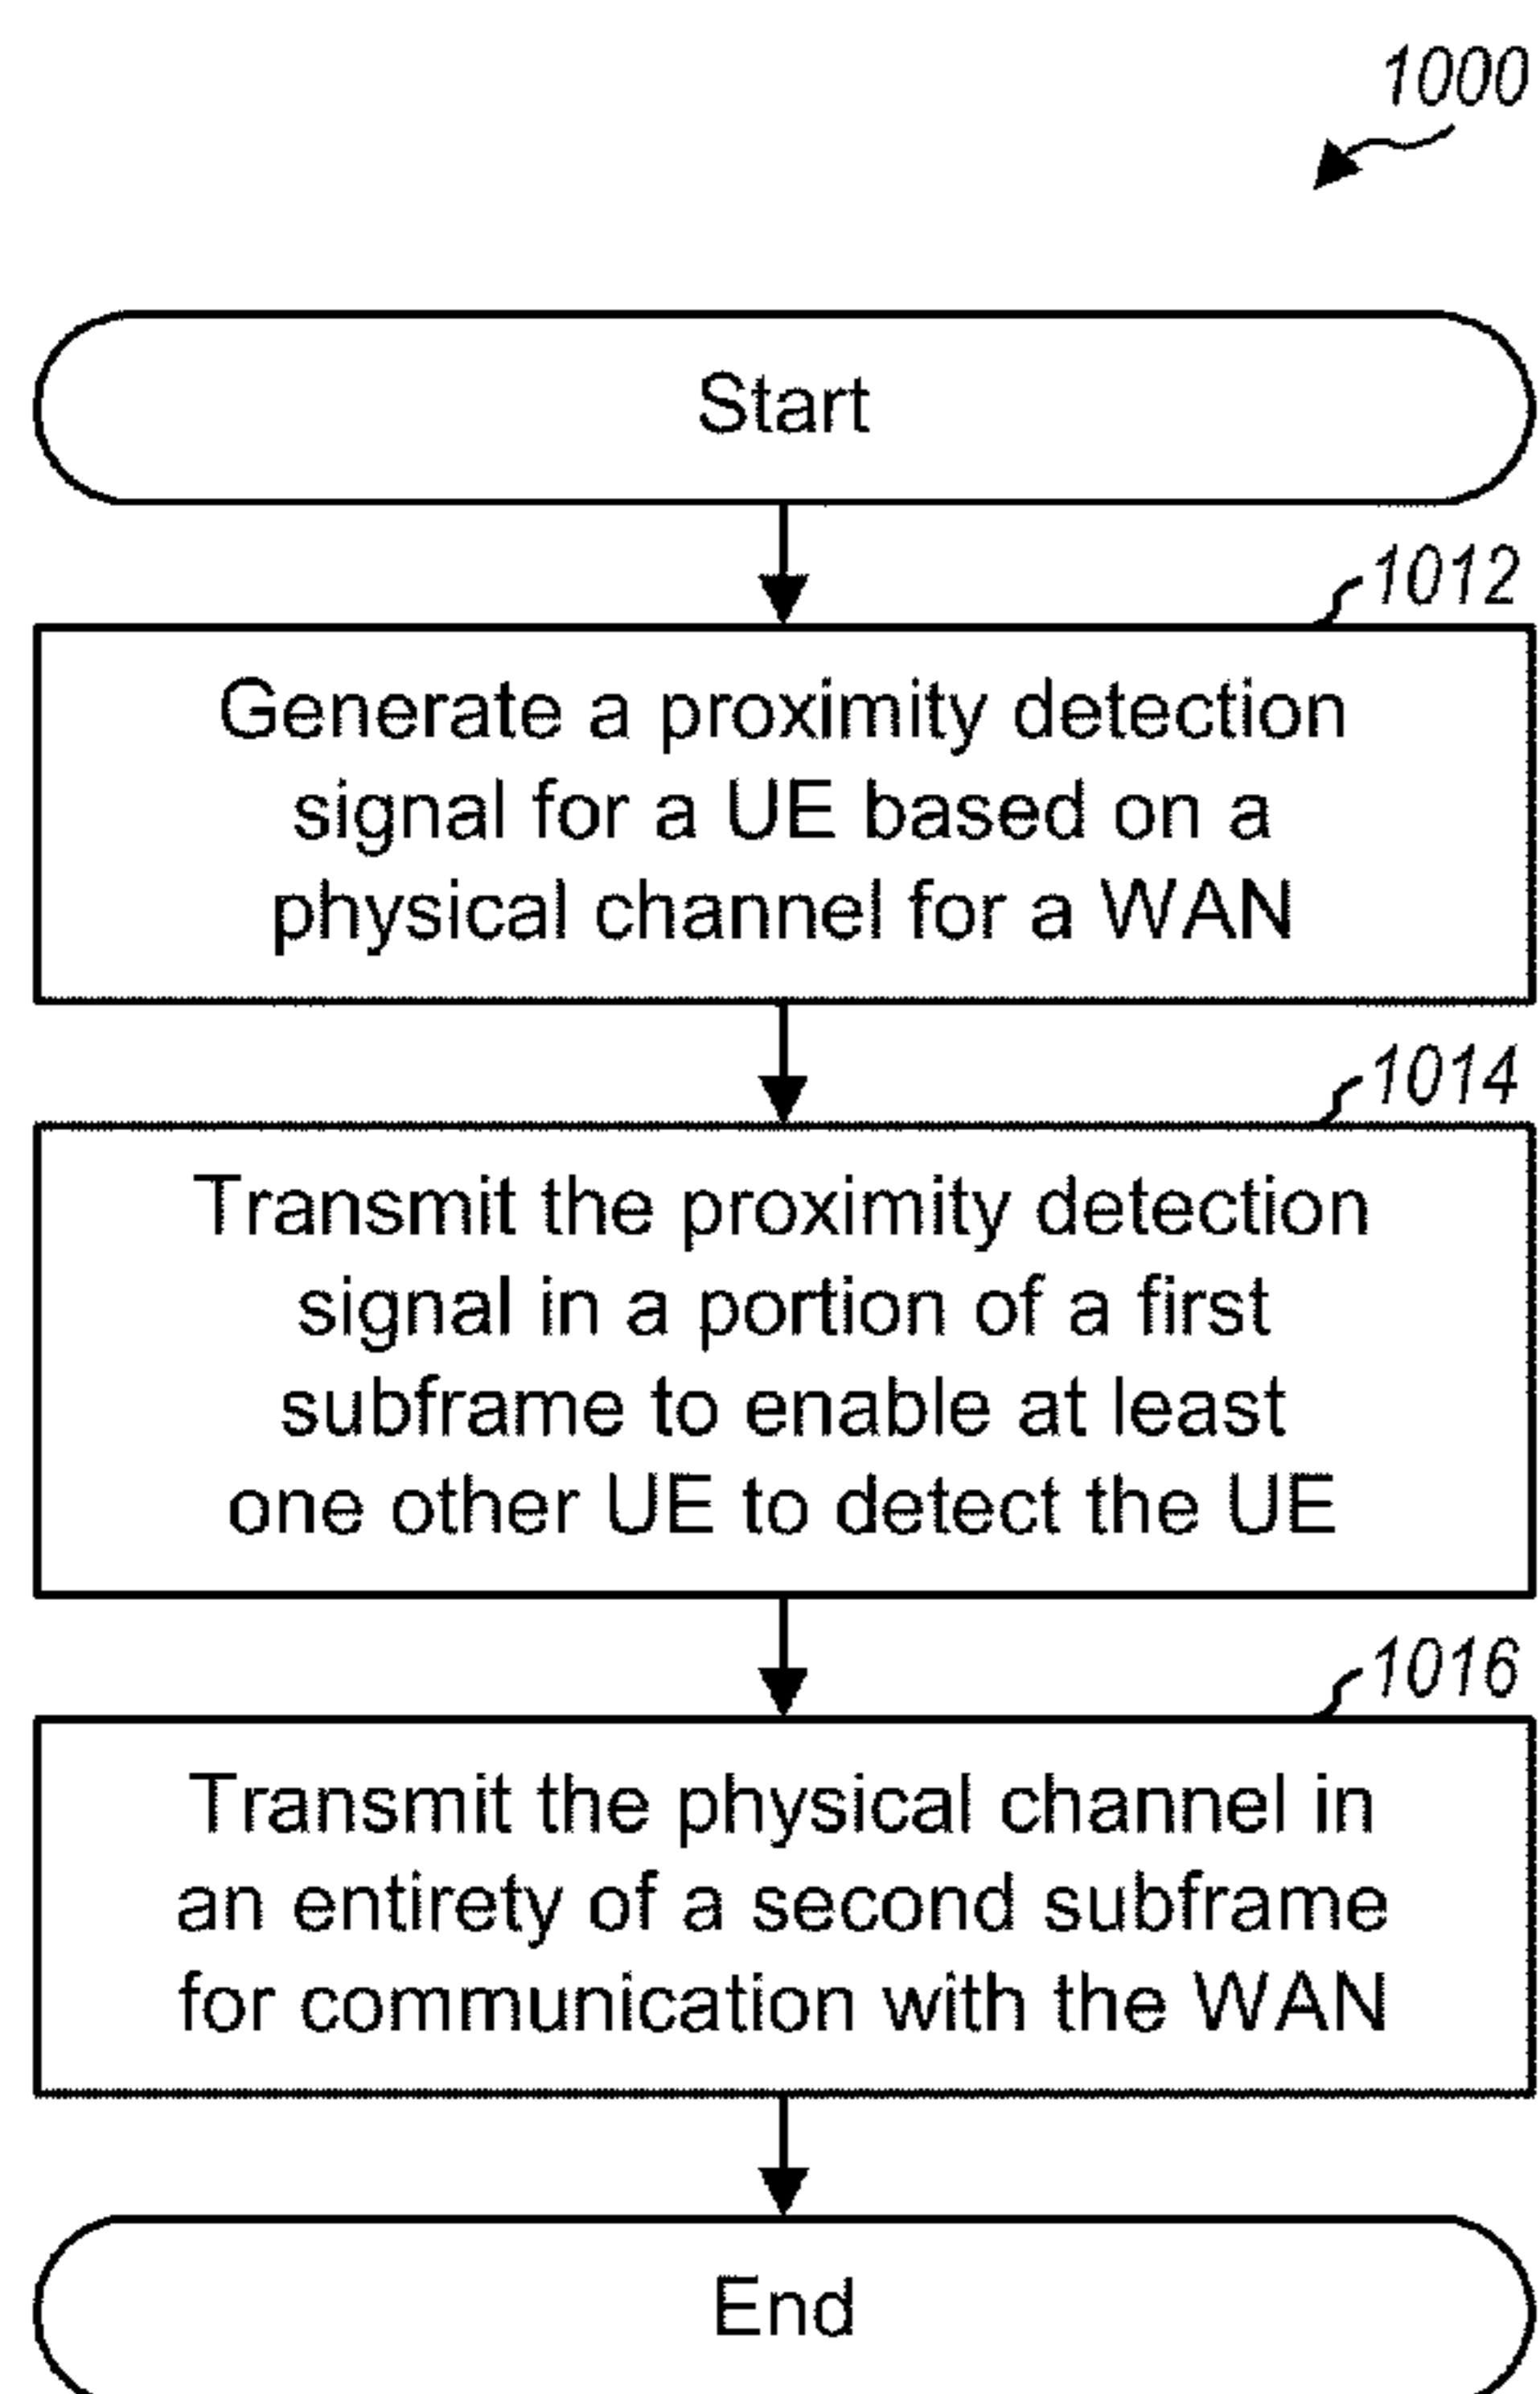 1000
Start
1012
Generate a proximity detection
signal for a UE based on a
physical channel for a WAN
1014
Transmit the proximity detection
signal in a portion of a first
subframe to enable at least
one other UE to detect the UE
1016
Transmit the physical channel in
an entirety of a second subframe
for communication with the WAN
End